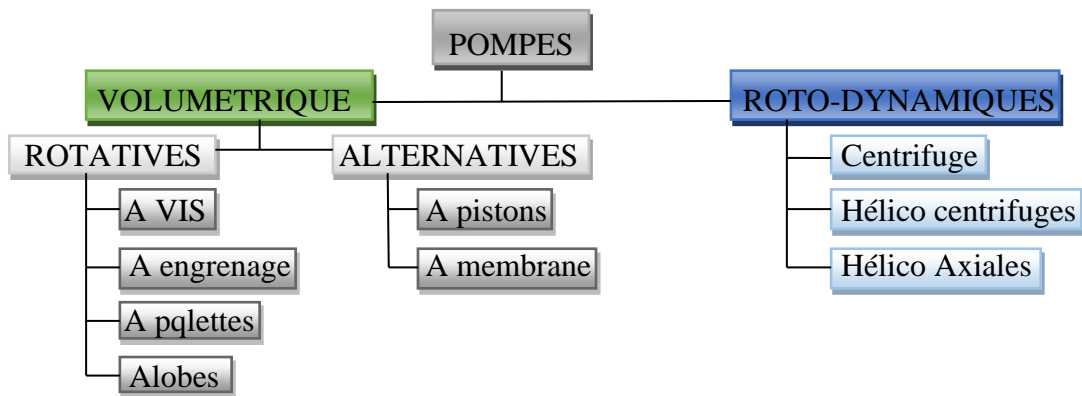 POMPES
VOLUMETRIQUE
ROTO-DYNAMIQUES
ROTATIVES
ALTERNATIVES
Centrifuge
A VIS
A pistons
Hélico centrifuges
A engrenage
A membrane
Hélico Axiales
A pqlettes
Alobes